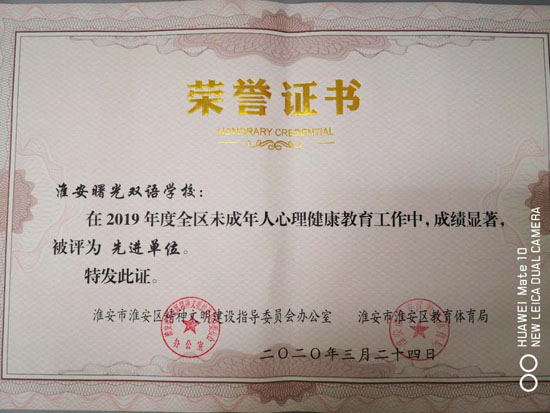 荣誉证书
HONORARY CREDENTIAL
淮安曙光双语学校：
在2019年度全区未成年人心理健康教育工作中，成绩显著，
被评为 先进单位。
特发此证。
淮安市淮安区精神文明建设指导委员会办公室 淮安市淮安区教育体育局
二〇二〇年三月二十四日
HUAWEI Mate 10
NEW LEICA DUAL CAMERA